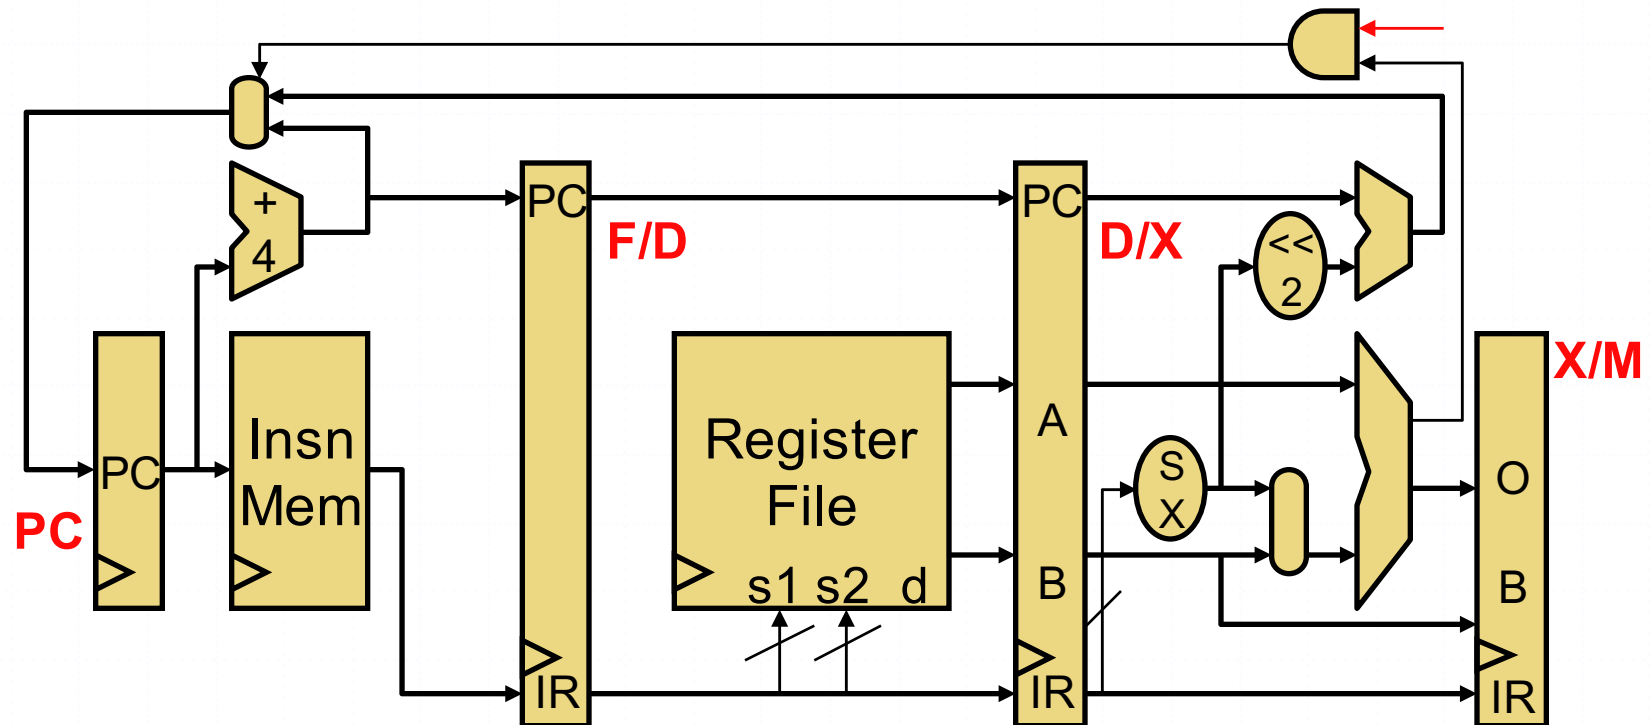 +
4
PC
PC
Insn
Mem
PC
F/D
IR
Register
File
s1 s2 d
PC
D/X
A
B
IR
<<
2
S
X
X/M
O
B
IR